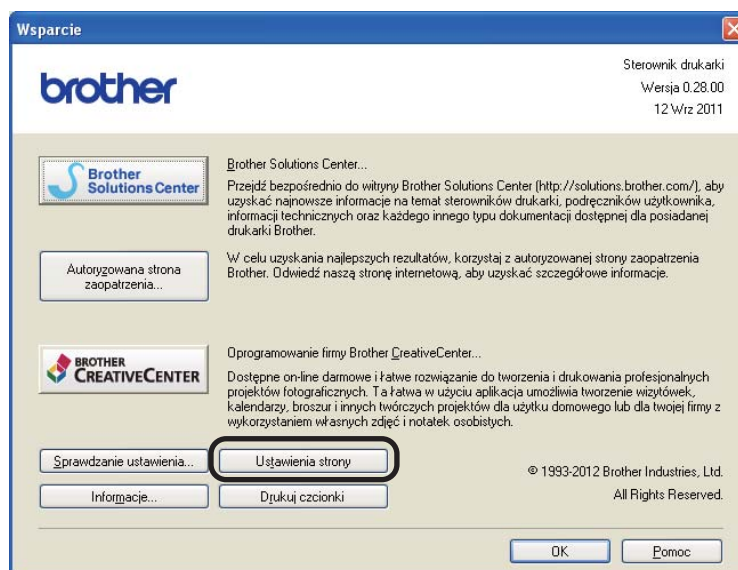 Wsparcie
brother
Sterownik drukarki
Wersja 0.28.00
12 Wrz 2011
Brother
Solutions Center
Brother Solutions Center...
Przejdź bezpośrednio do witryny Brother Solutions Center (http://solutions.brother.com/), aby
uzyskać najnowsze informacje na temat sterowników drukarki, podręczników użytkownika,
informacji technicznych oraz każdego innego typu dokumentacji dostępnej dla posiadanej
drukarki Brother.
Autoryzowana strona
zaopatrzenia...
W celu uzyskania najlepszych rezultatów, korzystaj z autoryzowanej strony zaopatrzenia
Brother. Odwiedź naszą stronę internetową, aby uzyskać szczegółowe informacje.
BROTHER
CREATIVECENTER
Oprogramowanie firmy Brother CreativeCenter...
Dostępne on-line darmowe i łatwe rozwiązanie do tworzenia i drukowania profesjonalnych
projektów fotograficznych. Ta łatwa w użyciu aplikacja umożliwia tworzenie wizytówek,
kalendarzy, broszur i innych twórczych projektów dla użytku domowego lub dla twojej firmy z
wykorzystaniem własnych zdjęć i notatek osobistych.
Sprawdzanie ustawienia...
Ustawienia strony
Informacje...
Drukuj czcionki
© 1993-2012 Brother Industries, Ltd.
All Rights Reserved.
OK
Pomoc